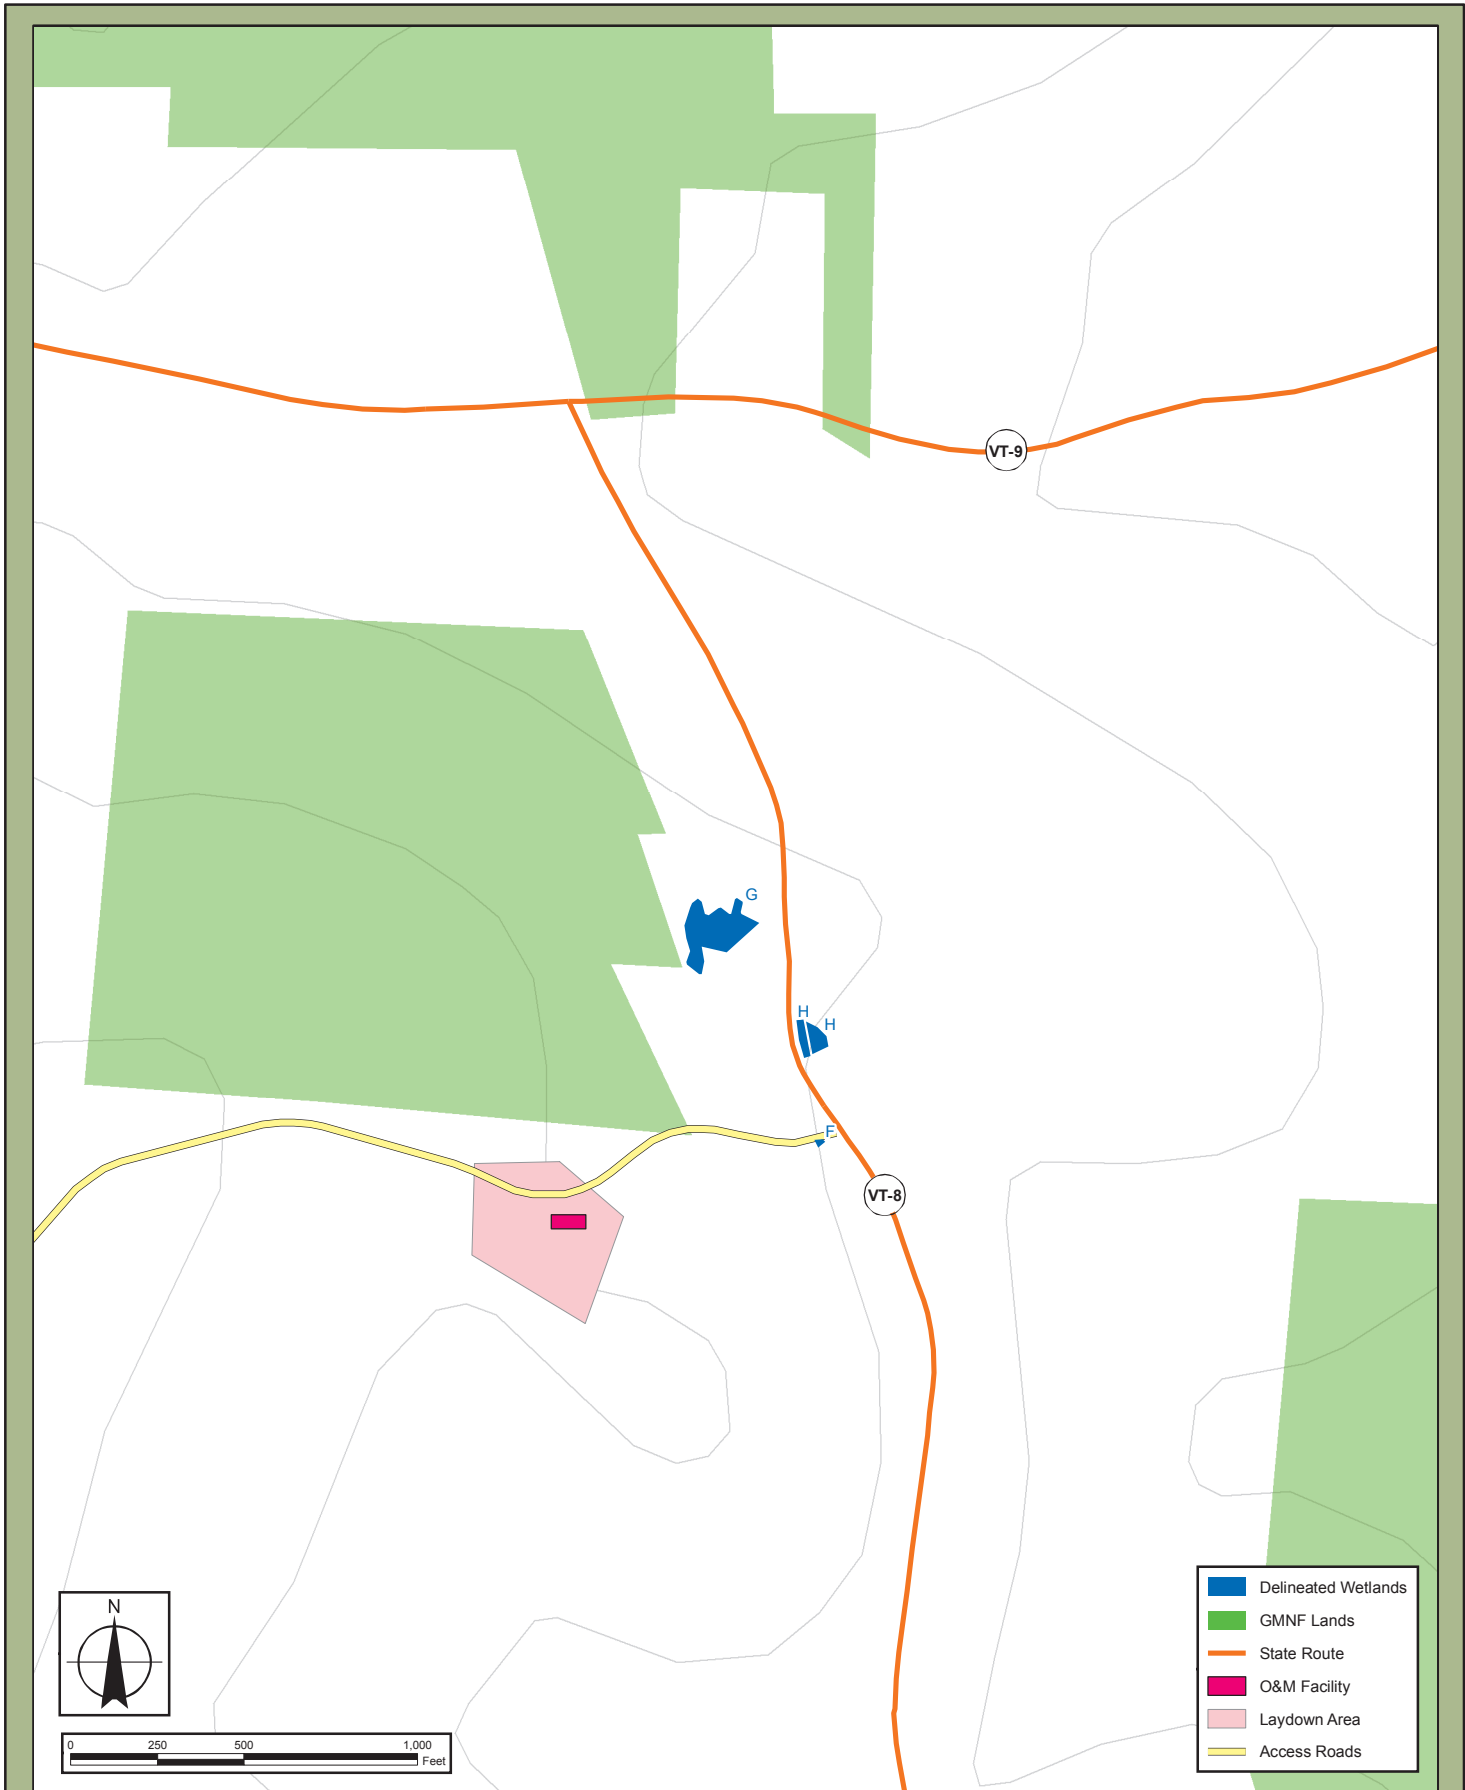 VT-9
G
H
H
F
VT-8
N
0 250 500 1,000
Feet
Delineated Wetlands
GMNF Lands
State Route
O&M Facility
Laydown Area
Access Roads